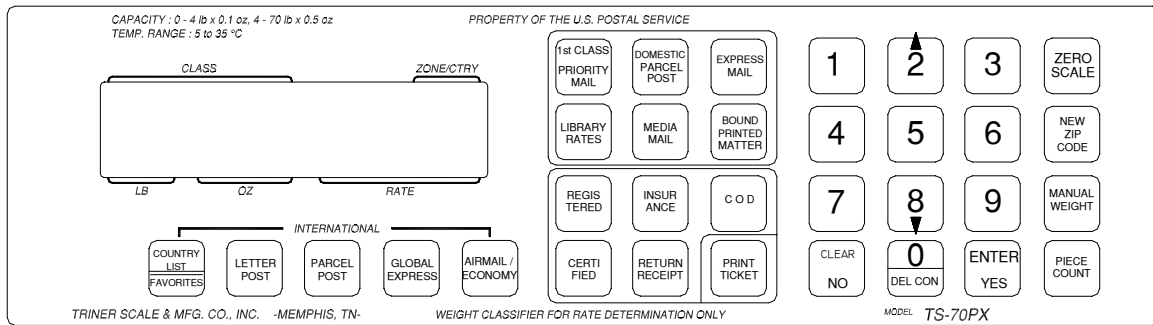 CAPACITY : 0 - 4 lb x 0.1 oz, 4 - 70 lb x 0.5 oz
TEMP. RANGE : 5 to 35 °C
PROPERTY OF THE U.S. POSTAL SERVICE
CLASS
ZONE/CTRY
LB
OZ
RATE
INTERNATIONAL
COUNTRY
LIST
FAVORITES
LETTER
POST
PARCEL
POST
GLOBAL
EXPRESS
AIRMAIL /
ECONOMY
1st CLASS
PRIORITY
MAIL
DOMESTIC
PARCEL
POST
EXPRESS
MAIL
LIBRARY
RATES
MEDIA
MAIL
BOUND
PRINTED
MATTER
REGIS
TERED
INSUR
ANCE
C O D
CERTI
FIED
RETURN
RECEIPT
PRINT
TICKET
1
2
3
ZERO
SCALE
4
5
6
NEW
ZIP
CODE
7
8
9
MANUAL
WEIGHT
CLEAR
NO
0
DEL CON
ENTER
YES
PIECE
COUNT
TRINER SCALE & MFG. CO., INC. -MEMPHIS, TN-
WEIGHT CLASSIFIER FOR RATE DETERMINATION ONLY
MODEL TS-70PX